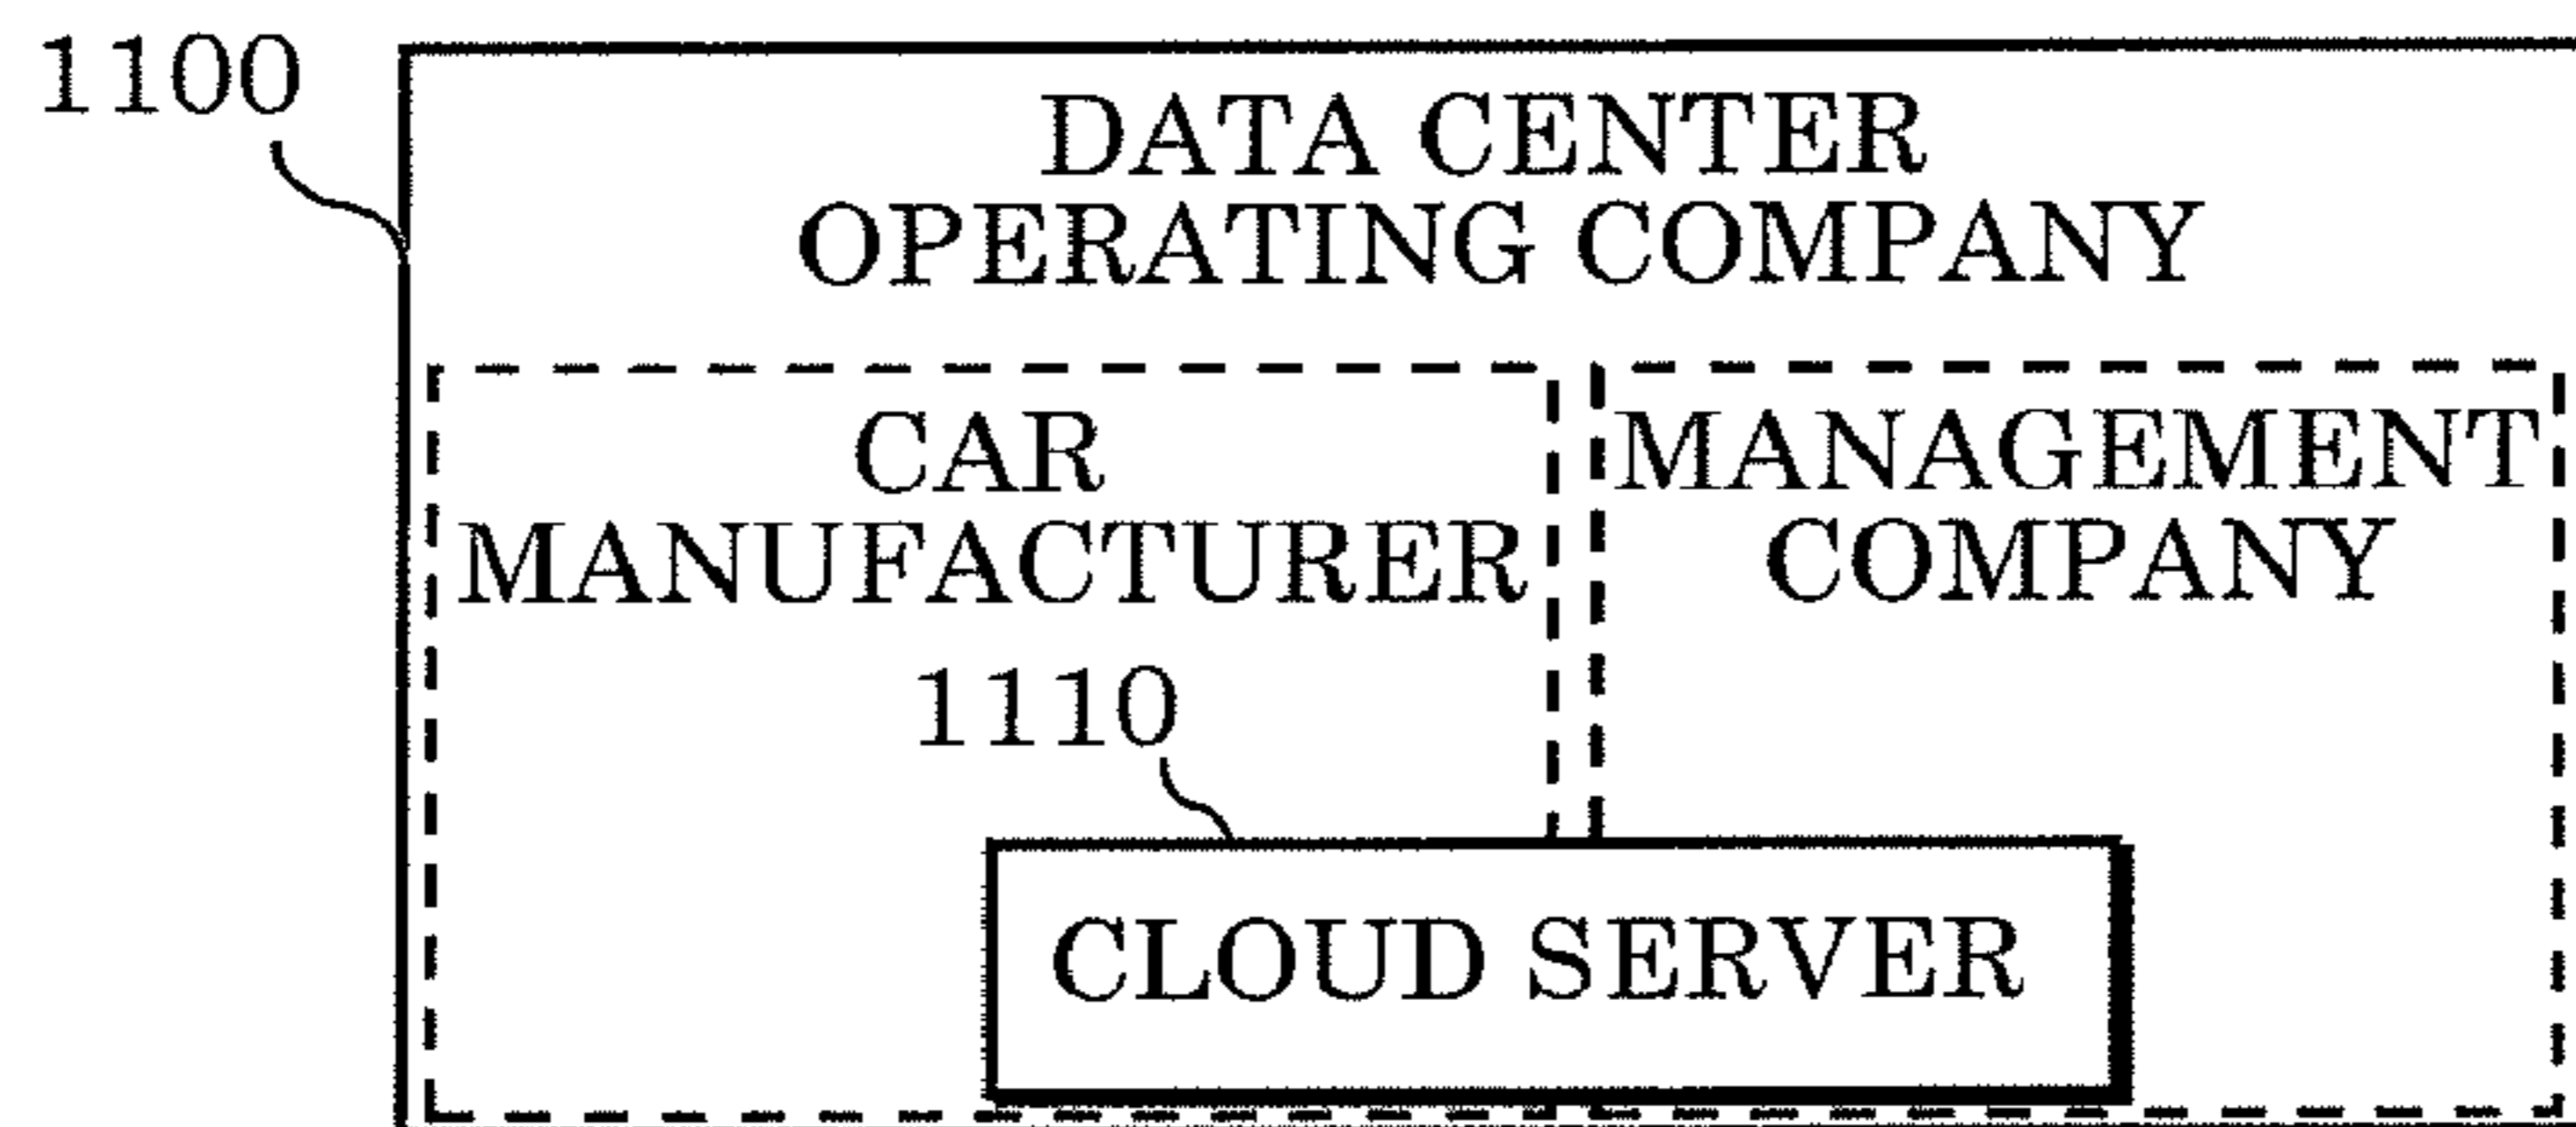 1100
DATA CENTER
OPERATING COMPANY
CAR
MANUFACTURER
MANAGEMENT
COMPANY
1110
CLOUD SERVER